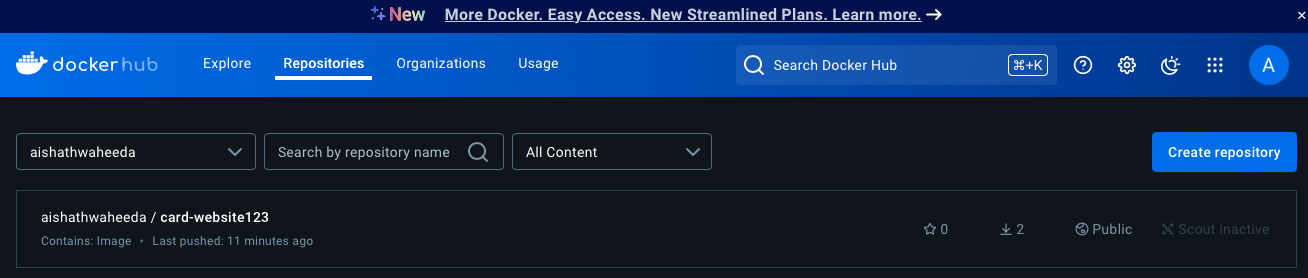 New More Docker. Easy Access. New Streamlined Plans. Learn more.
dockerhub Explore Repositories Organizations Usage Search Docker Hub ⌘+K A
aishathwaheeda Search by repository name All Content Create repository
aishathwaheeda / card-website123
Contains: Image • Last pushed: 11 minutes ago
0 2 Public Scout inactive